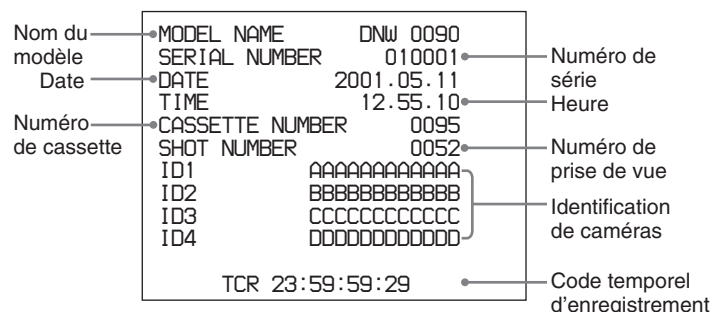 Nom du modèle
Date
Numéro de cassette
MODEL NAME DNW 0090
SERIAL NUMBER 010001
DATE 2001.05.11
TIME 12.55.10
CASSETTE NUMBER 0095
SHOT NUMBER 0052
ID1 AAAAAAAAAAAA
ID2 BBBBBBBBBBBB
ID3 CCCCCCCCCCCC
ID4 DDDDDDDDDDDD
TCR 23:59:59:29
Numéro de série
Heure
Numéro de prise de vue
Identification de caméras
Code temporel d'enregistrement